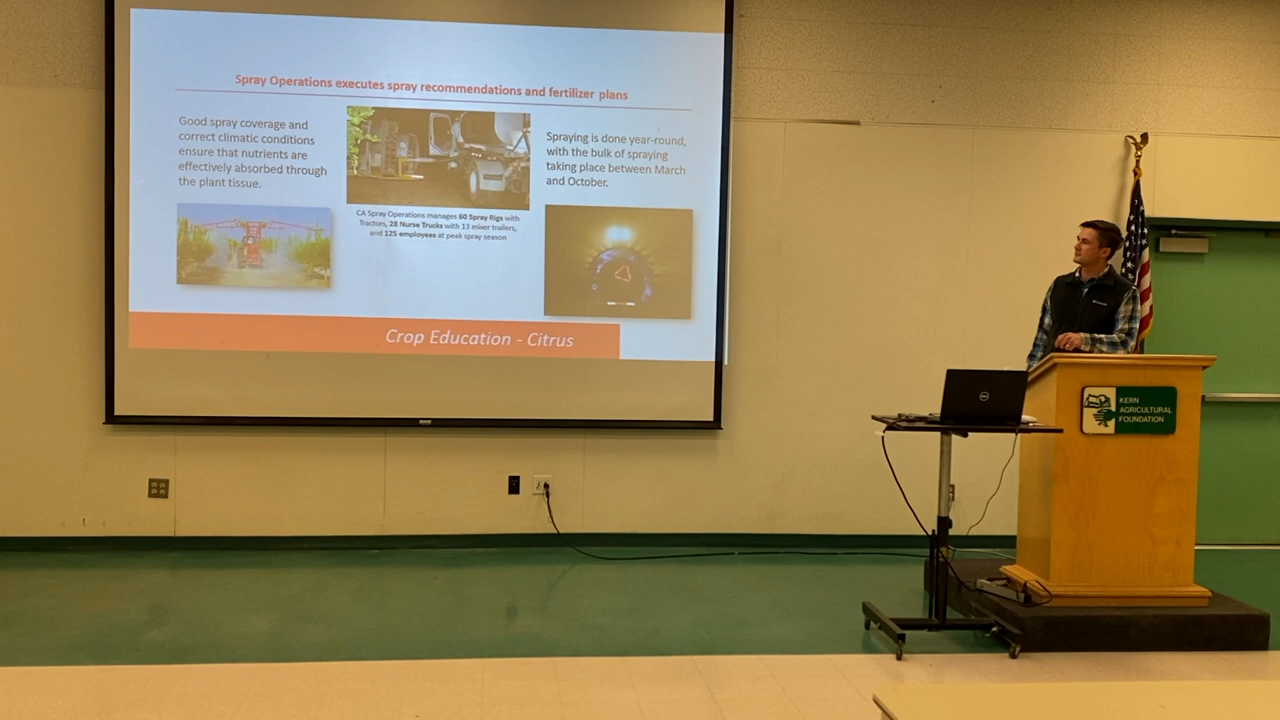 Spray Operations executes spray recommendations and fertilizer plans
Good spray coverage and
correct climatic conditions
ensure that nutrients are
effectively absorbed through
the plant tissue.
CA Spray Operations manages 60 Spray Rigs with
Tractors, 28 Nurse Trucks with 13 mixer trailers,
and 125 employees at peak spray season
Spraying is done year-round,
with the bulk of spraying
taking place between March
and October.
Crop Education - Citrus
DELL
KERN
AGRICULTURAL
FOUNDATION